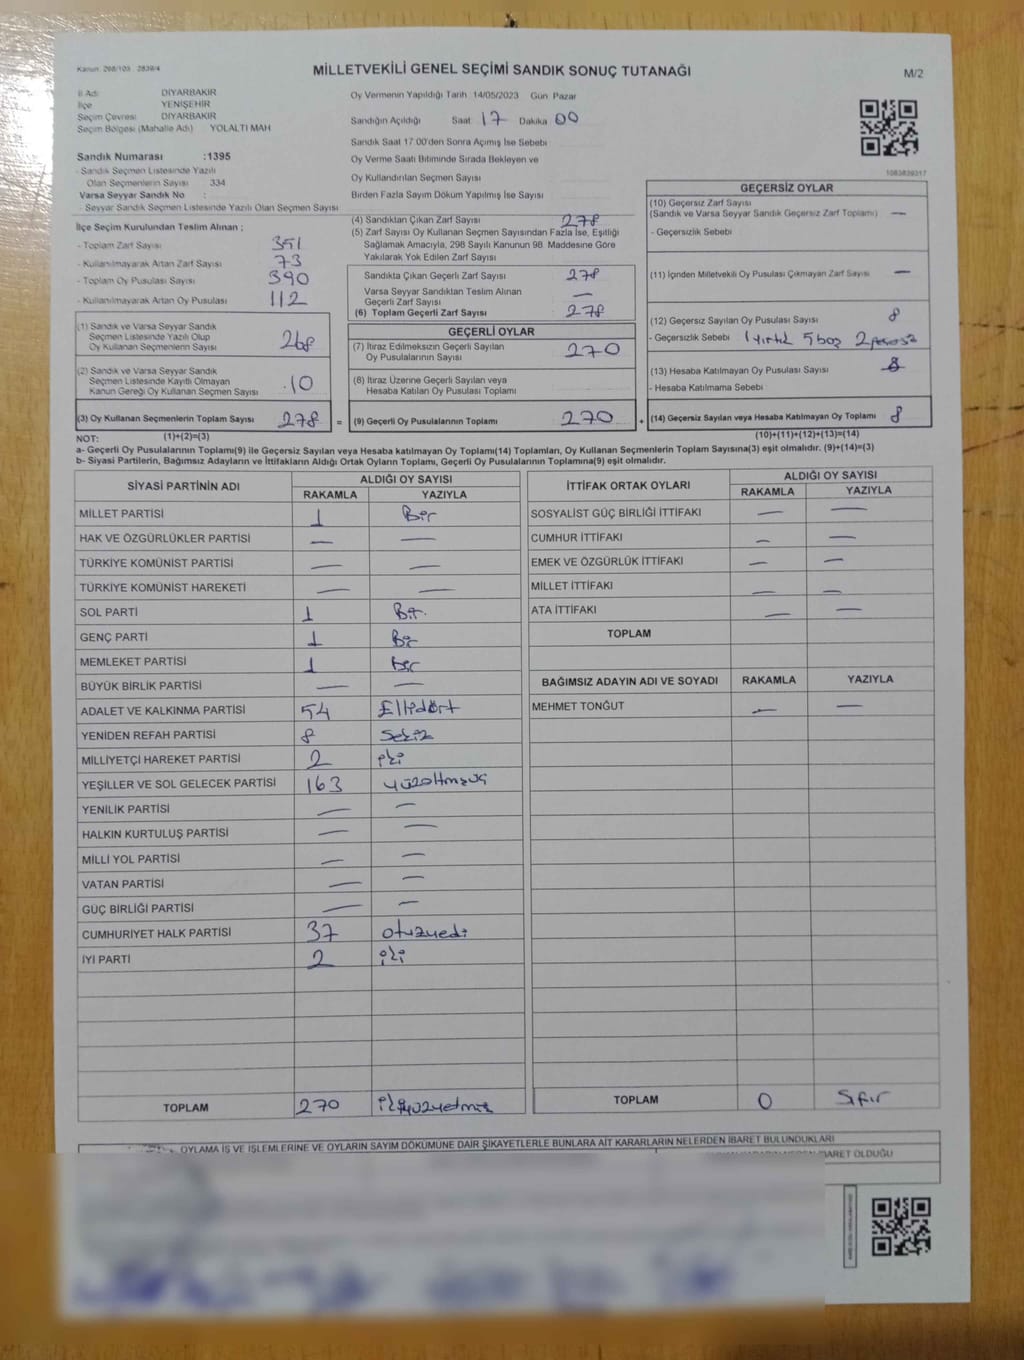 Kanun: 298/103 - 2839/4
MİLLETVEKİLİ GENEL SEÇİMİ SANDIK SONUÇ TUTANAĞI
M/2
İl Adı DİYARBAKIR
İlçe YENİŞEHİR
Seçim Çevresi DİYARBAKIR
Seçim Bölgesi (Mahalle Adı) YOLALTI MAH
Sandık Numarası :1395
- Sandık Seçmen Listesinde Yazılı
Olan Seçmenlerin Sayısı : 334
Varsa Seyyar Sandık No :
- Seyyar Sandık Seçmen Listesinde Yazılı Olan Seçmen Sayısı
Oy Vermenin Yapıldığı Tarih 14/05/2023 Gün Pazar
Sandığın Açıldığı Saat 17 Dakika 00
Sandık Saat 17:00'den Sonra Açımış İse Sebebi
Oy Verme Saati Bitiminde Sırada Bekleyen ve
Oy Kullandırılan Seçmen Sayısı
Birden Fazla Sayım Döküm Yapılmış İse Sayısı
1083839317
İlçe Seçim Kurulundan Teslim Alınan ;
- Toplam Zarf Sayısı 351
- Kullanılmayarak Artan Zarf Sayısı 73
- Toplam Oy Pusulası Sayısı 390
- Kullanılmayarak Artan Oy Pusulası 112
(1) Sandık ve Varsa Seyyar Sandık
Seçmen Listesinde Yazılı Olup
Oy Kullanan Seçmenlerin Sayısı 268
(2) Sandık ve Varsa Seyyar Sandık
Seçmen Listesinde Kayıtlı Olmayan
Kanun Gereği Oy Kullanan Seçmen Sayısı 10
(3) Oy Kullanan Seçmenlerin Toplam Sayısı 278 =
(1)+(2)=(3)
(4) Sandıktan Çıkan Zarf Sayısı 278
(5) Zarf Sayısı Oy Kullanan Seçmen Sayısından Fazla İse, Eşitliği
Sağlamak Amacıyla, 298 Sayılı Kanunun 98. Maddesine Göre
Yakılarak Yok Edilen Zarf Sayısı
Sandıkta Çıkan Geçerli Zarf Sayısı 278
Varsa Seyyar Sandıktan Teslim Alınan
Geçerli Zarf Sayısı —
(6) Toplam Geçerli Zarf Sayısı 278
GEÇERLİ OYLAR
(7) İtiraz Edilmeksizin Geçerli Sayılan
Oy Pusulalarının Sayısı 270
(8) İtiraz Üzerine Geçerli Sayılan veya
Hesaba Katılan Oy Pusulası Toplamı
(9) Geçerli Oy Pusulalarının Toplamı 270 +
GEÇERSİZ OYLAR
(10) Geçersiz Zarf Sayısı
(Sandık ve Varsa Seyyar Sandık Geçersiz Zarf Toplamı) —
- Geçersizlik Sebebi
(11) İçinden Milletvekili Oy Pusulası Çıkmayan Zarf Sayısı —
(12) Geçersiz Sayılan Oy Pusulası Sayısı 8
- Geçersizlik Sebebi 1 yırtık 5 boş 2
(13) Hesaba Katılmayan Oy Pusulası Sayısı
- Hesaba Katılmama Sebebi
(14) Geçersiz Sayılan veya Hesaba Katılmayan Oy Toplamı 8
(10)+(11)+(12)+(13)=(14)
NOT:
a- Geçerli Oy Pusulalarının Toplamı(9) ile Geçersiz Sayılan veya Hesaba katılmayan Oy Toplamı(14) Toplamları, Oy Kullanan Seçmenlerin Toplam Sayısına(3) eşit olmalıdır. (9)+(14)=(3)
b- Siyasi Partilerin, Bağımsız Adayların ve İttifakların Aldığı Ortak Oyların Toplamı, Geçerli Oy Pusulalarının Toplamına(9) eşit olmalıdır.
SİYASİ PARTİNİN ADI ALDIĞI OY SAYISI
RAKAMLA YAZIYLA
MİLLET PARTİSİ 1 Bir
HAK VE ÖZGÜRLÜKLER PARTİSİ — —
TÜRKİYE KOMÜNİST PARTİSİ — —
TÜRKİYE KOMÜNİST HAREKETİ — —
SOL PARTİ 1 Bir
GENÇ PARTİ 1 Bir
MEMLEKET PARTİSİ 1 Bir
BÜYÜK BİRLİK PARTİSİ — —
ADALET VE KALKINMA PARTİSİ 54 Ellidört
YENİDEN REFAH PARTİSİ 8 Sekiz
MİLLİYETÇİ HAREKET PARTİSİ 2 iki
YEŞİLLER VE SOL GELECEK PARTİSİ 163 yüzaltmışüç
YENİLİK PARTİSİ — —
HALKIN KURTULUŞ PARTİSİ — —
MİLLİ YOL PARTİSİ — —
VATAN PARTİSİ — —
GÜÇ BİRLİĞİ PARTİSİ — —
CUMHURİYET HALK PARTİSİ 37 otuzyedi
İYİ PARTİ 2 iki
TOPLAM 270 ikiyüzyetmiş
İTTİFAK ORTAK OYLARI ALDIĞI OY SAYISI
RAKAMLA YAZIYLA
SOSYALİST GÜÇ BİRLİĞİ İTTİFAKI — —
CUMHUR İTTİFAKI — —
EMEK VE ÖZGÜRLÜK İTTİFAKI — —
MİLLET İTTİFAKI — —
ATA İTTİFAKI — —
TOPLAM
BAĞIMSIZ ADAYIN ADI VE SOYADI RAKAMLA YAZIYLA
MEHMET TONĞUT — —
TOPLAM 0 Sıfır
OYLAMA İŞ VE İŞLEMLERİNE VE OYLARIN SAYIM DÖKÜMÜNE DAİR ŞİKAYETLERLE BUNLARA AİT KARARLARIN NELERDEN İBARET BULUNDUKLARI
İBARET OLDUĞU